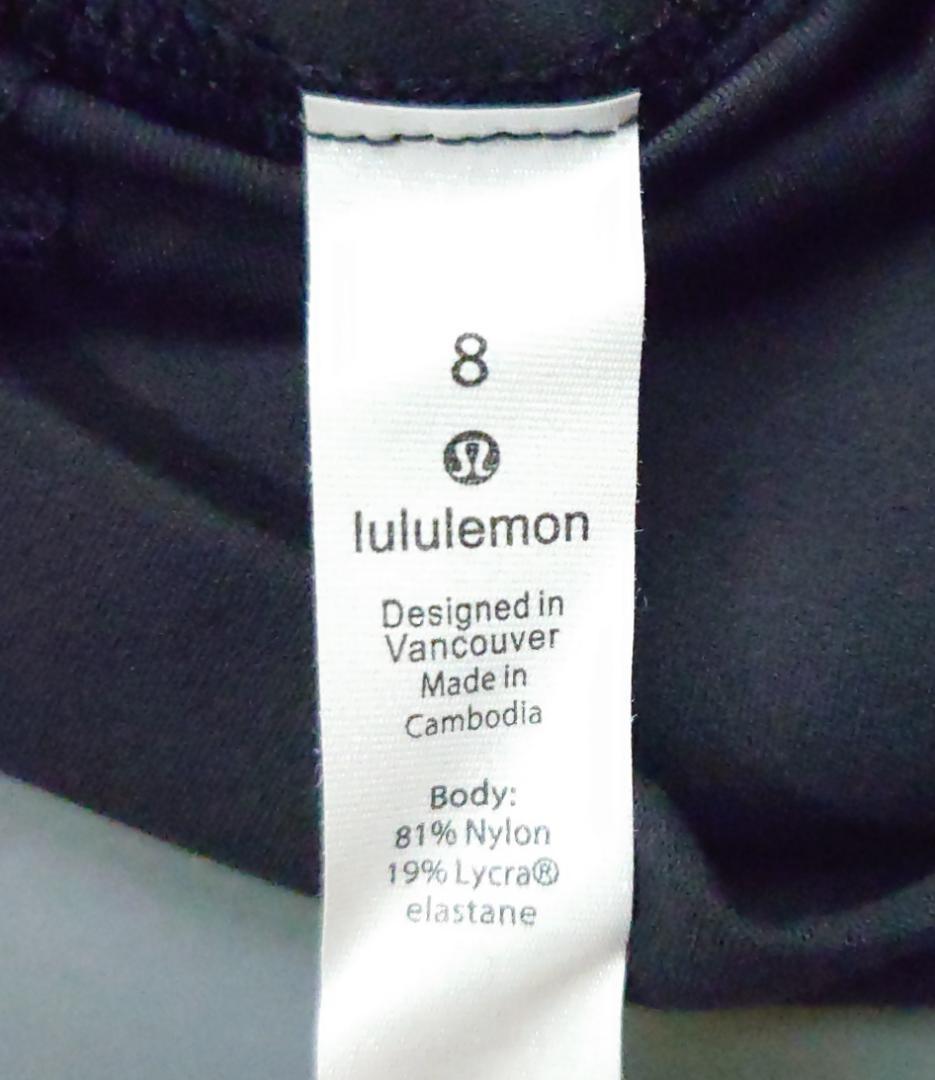 8
lululemon
Designed in
Vancouver
Made in
Cambodia
Body:
81% Nylon
19% Lycra®
elastane